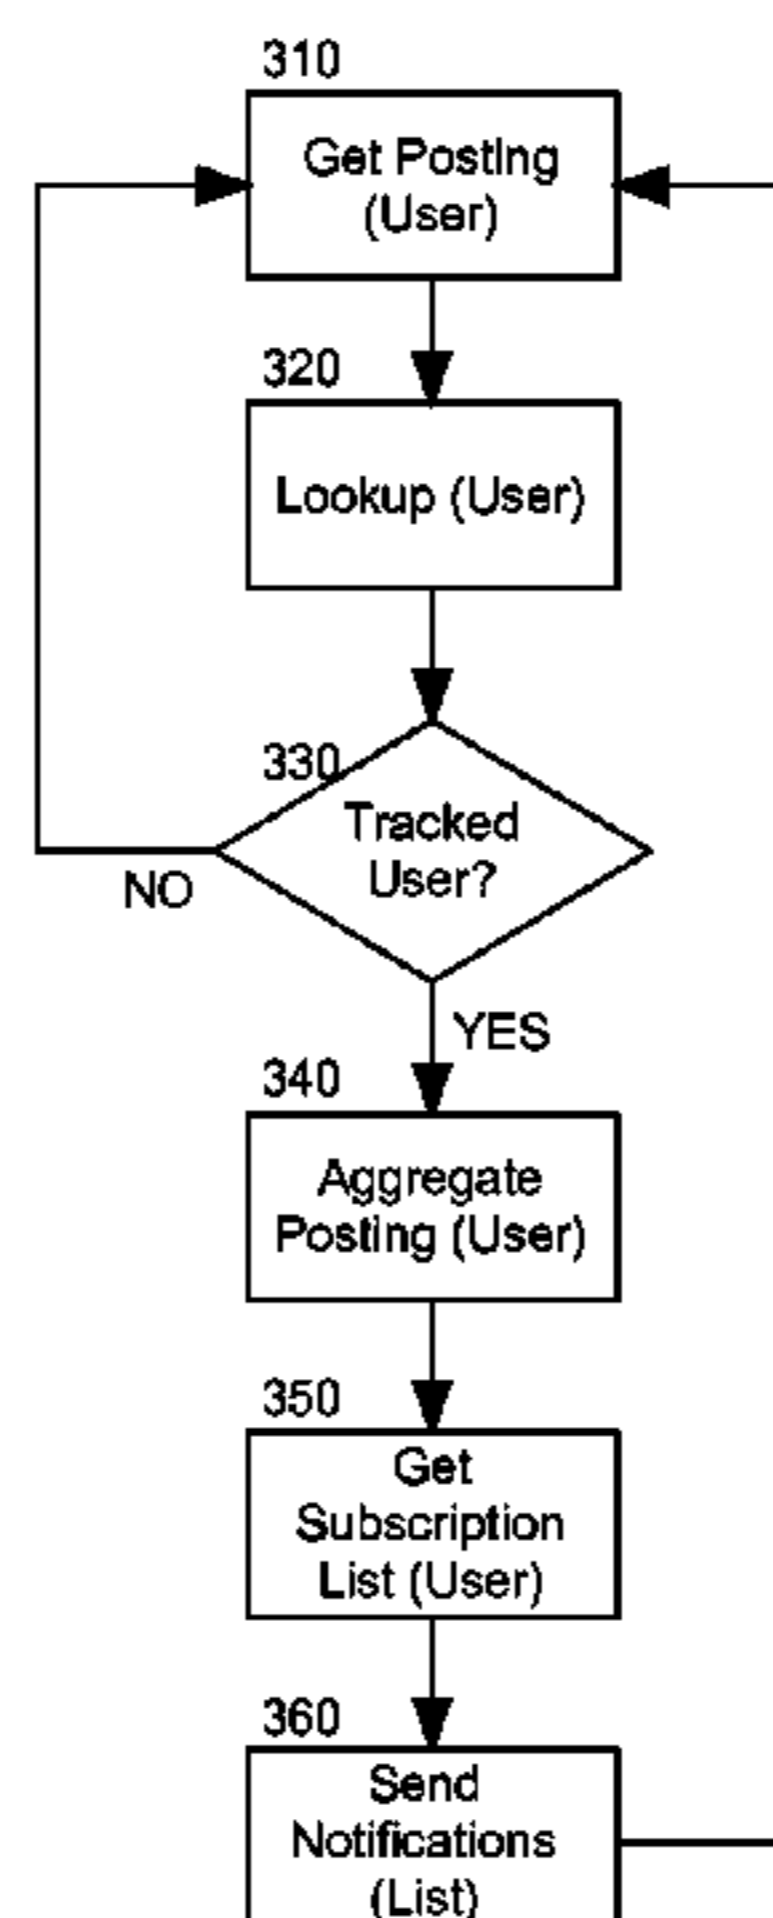 310
Get Posting
(User)
320
Lookup (User)
330
Tracked
User?
NO
YES
340
Aggregate
Posting (User)
350
Get
Subscription
List (User)
360
Send
Notifications
(List)